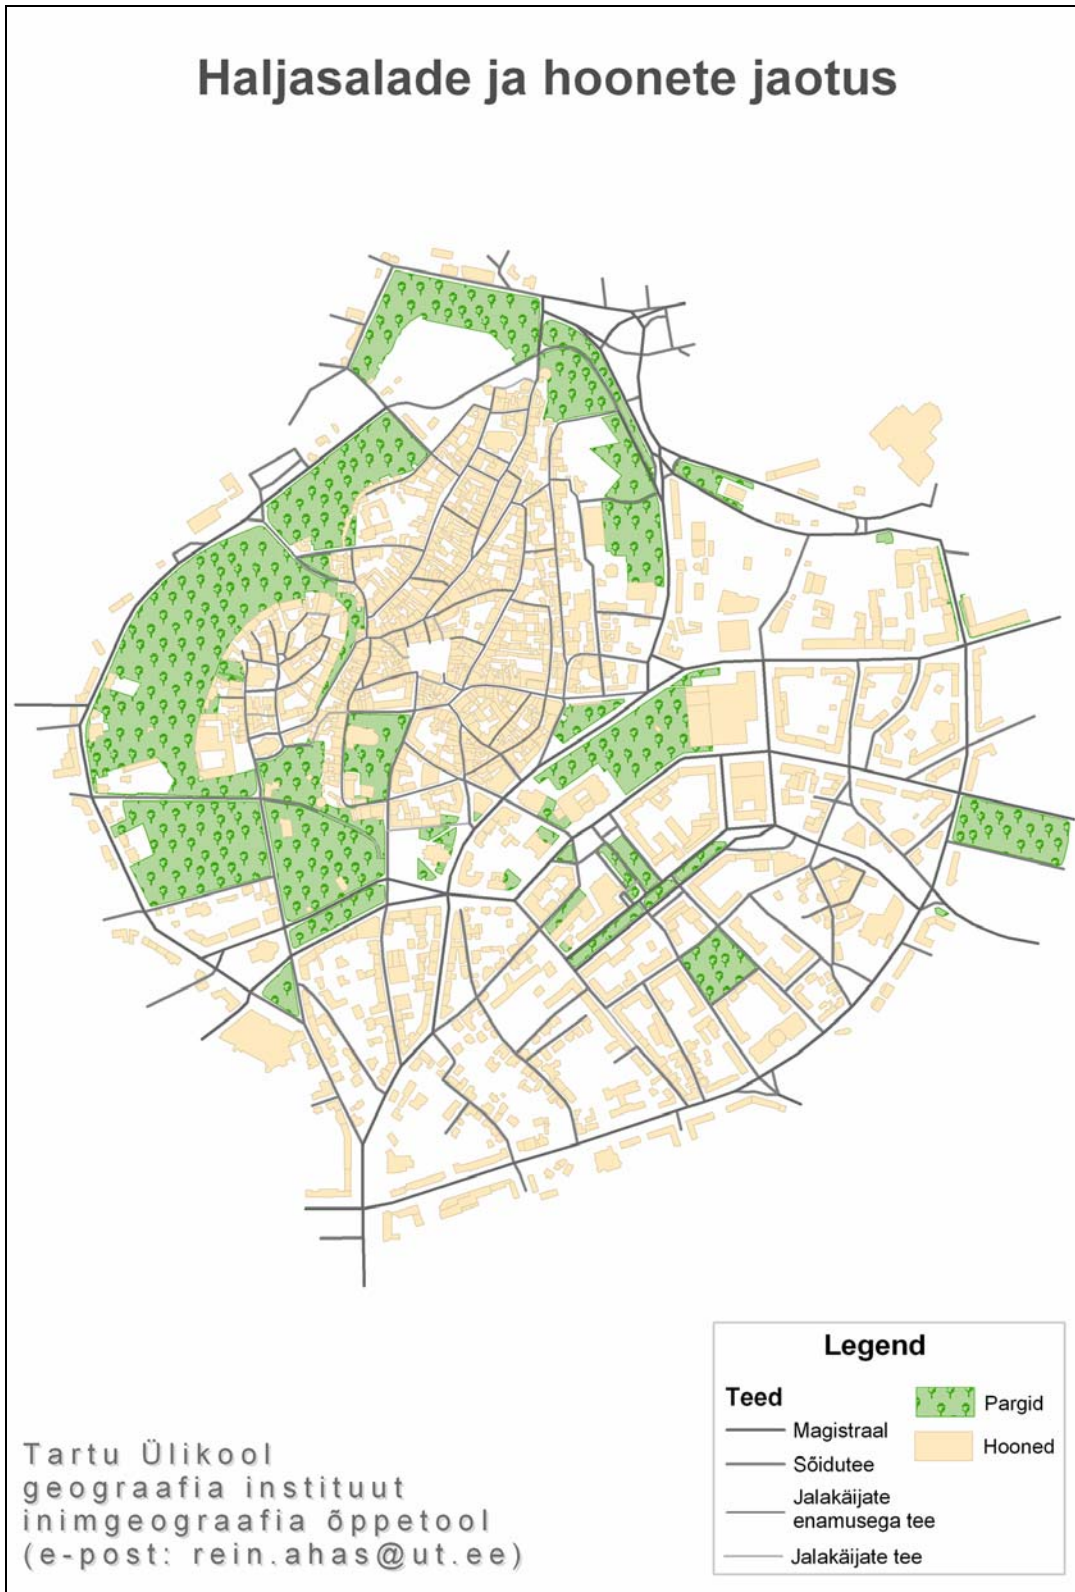 Haljasalade ja hoonete jaotus
Legend
Teed
Magistraal
Sõidutee
Jalakäijate
enamusega tee
Jalakäijate tee
Pargid
Hooned
Tartu Ülikool
geograafia instituut
inimgeograafia õppetool
(e-post: rein.ahas@ut.ee)